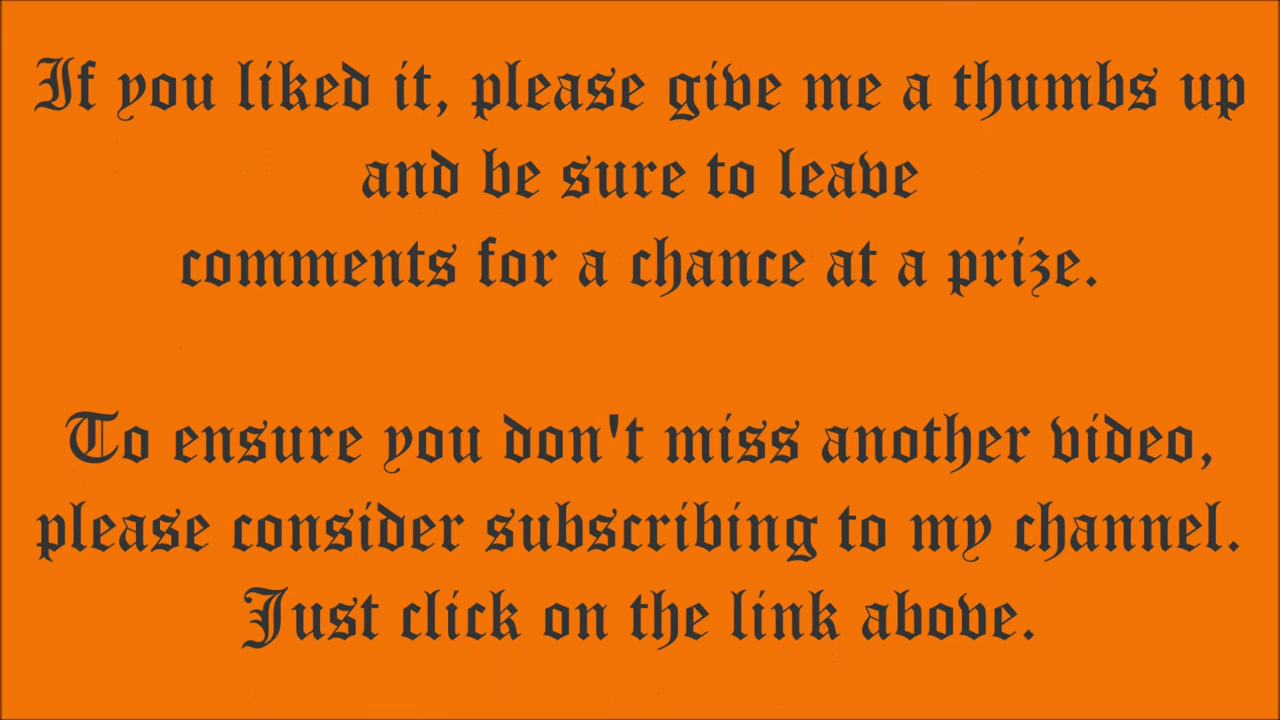 If you liked it, please give me a thumbs up
and be sure to leave
comments for a chance at a prize.
To ensure you don't miss another video,
please consider subscribing to my channel.
Just click on the link above.